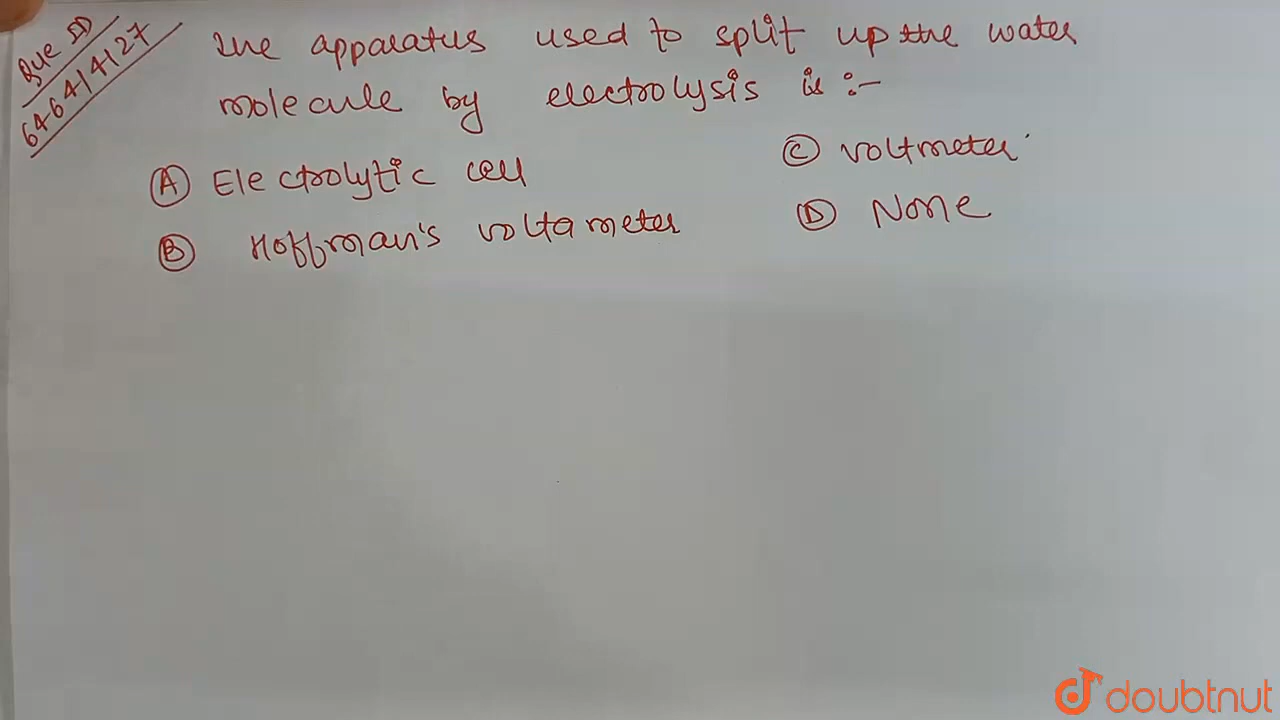 Que ID
646414127
The apparatus used to split up the water
molecule by electrolysis is :-
(A) Electrolytic cell
(C) voltmeter
(B) Hoffman's voltameter
(D) None
doubtnut